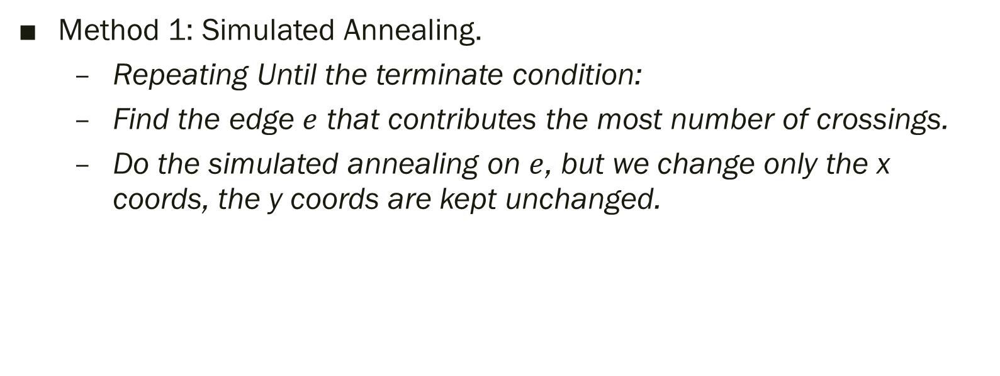 ■ Method 1: Simulated Annealing.
– Repeating Until the terminate condition:
– Find the edge e that contributes the most number of crossings.
– Do the simulated annealing on e, but we change only the x
coords, the y coords are kept unchanged.